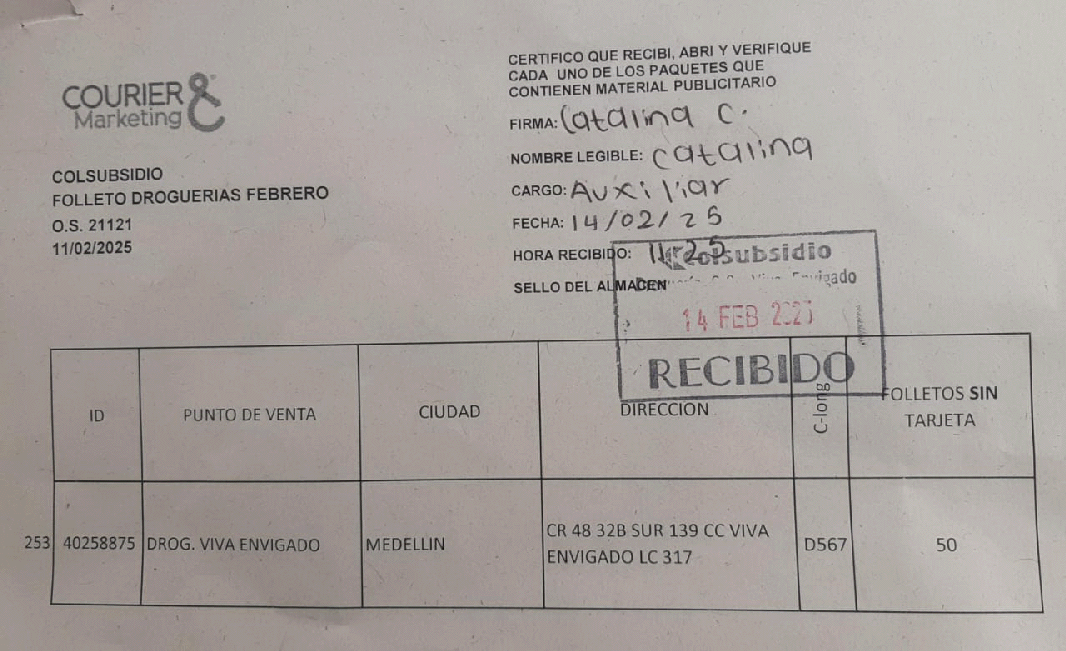 COURIER &
Marketing
COLSUBSIDIO
FOLLETO DROGUERIAS FEBRERO
O.S. 21121
11/02/2025
CERTIFICO QUE RECIBI, ABRI Y VERIFIQUE
CADA UNO DE LOS PAQUETES QUE
CONTIENEN MATERIAL PUBLICITARIO
FIRMA: Catalina C.
NOMBRE LEGIBLE: Catalina
CARGO: Auxiliar
FECHA: 14/02/25
HORA RECIBIDO: 11:25
SELLO DEL ALMACEN
colsubsidio
Envigado
14 FEB
RECIBIDO
ID PUNTO DE VENTA CIUDAD DIRECCION C-long FOLLETOS SIN TARJETA
253 40258875 DROG. VIVA ENVIGADO MEDELLIN CR 48 32B SUR 139 CC VIVA ENVIGADO LC 317 D567 50